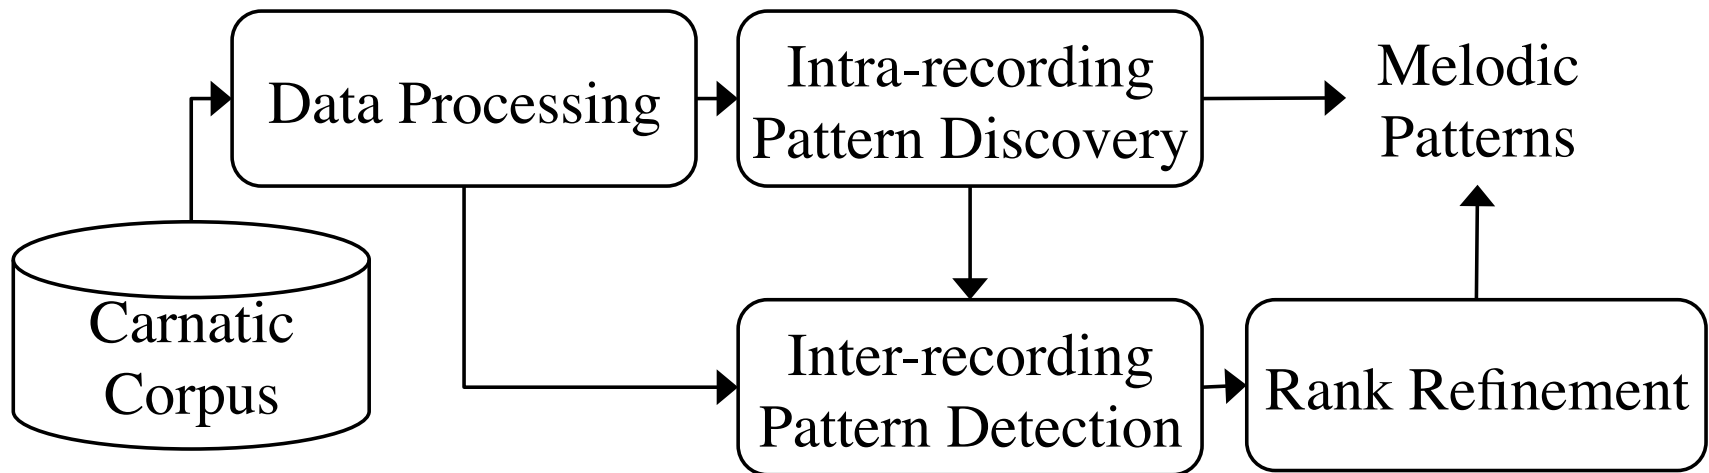 Data Processing
Intra-recording
Pattern Discovery
Melodic
Patterns
Carnatic
Corpus
Inter-recording
Pattern Detection
Rank Refinement